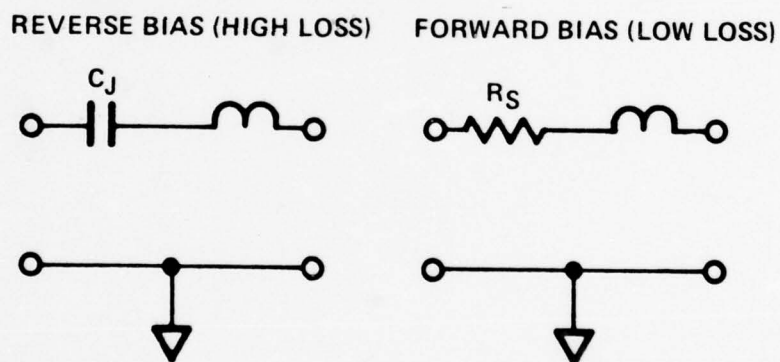 REVERSE BIAS (HIGH LOSS)
FORWARD BIAS (LOW LOSS)
CJ
RS